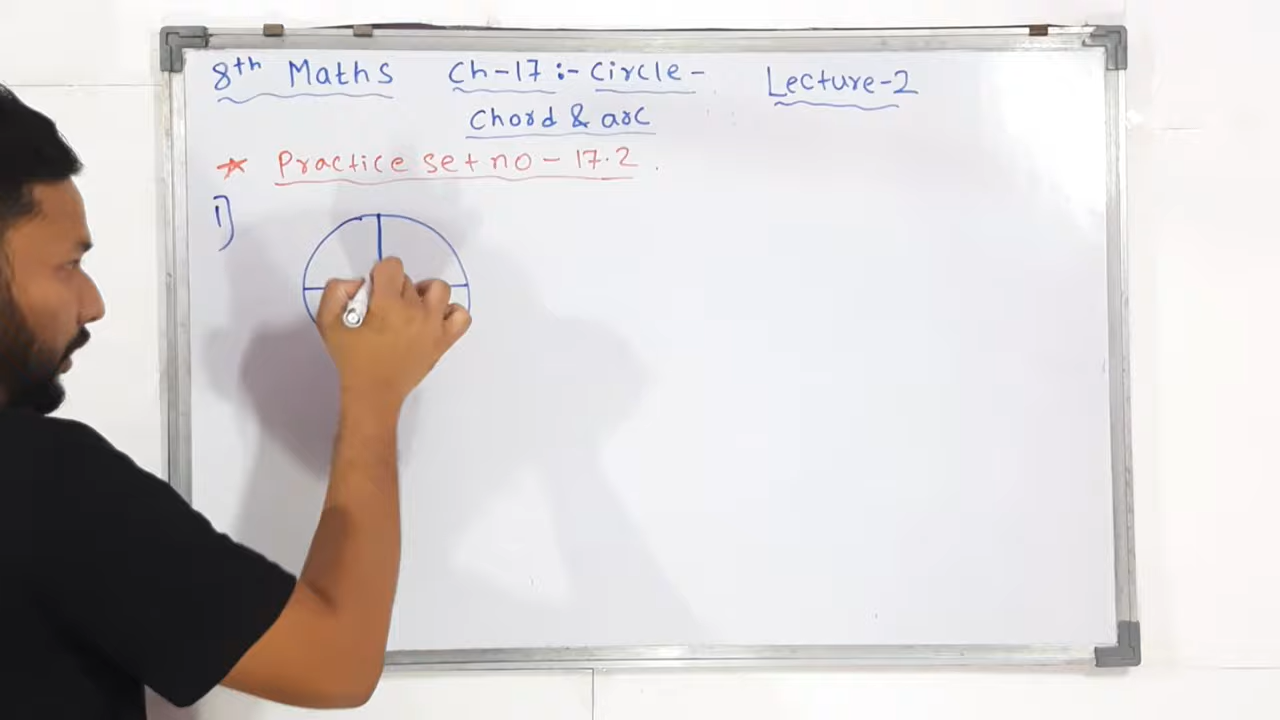 8th Maths Ch-17 :- Circle - Lecture-2
Chord & arc
* Practice set no - 17.2.
1)